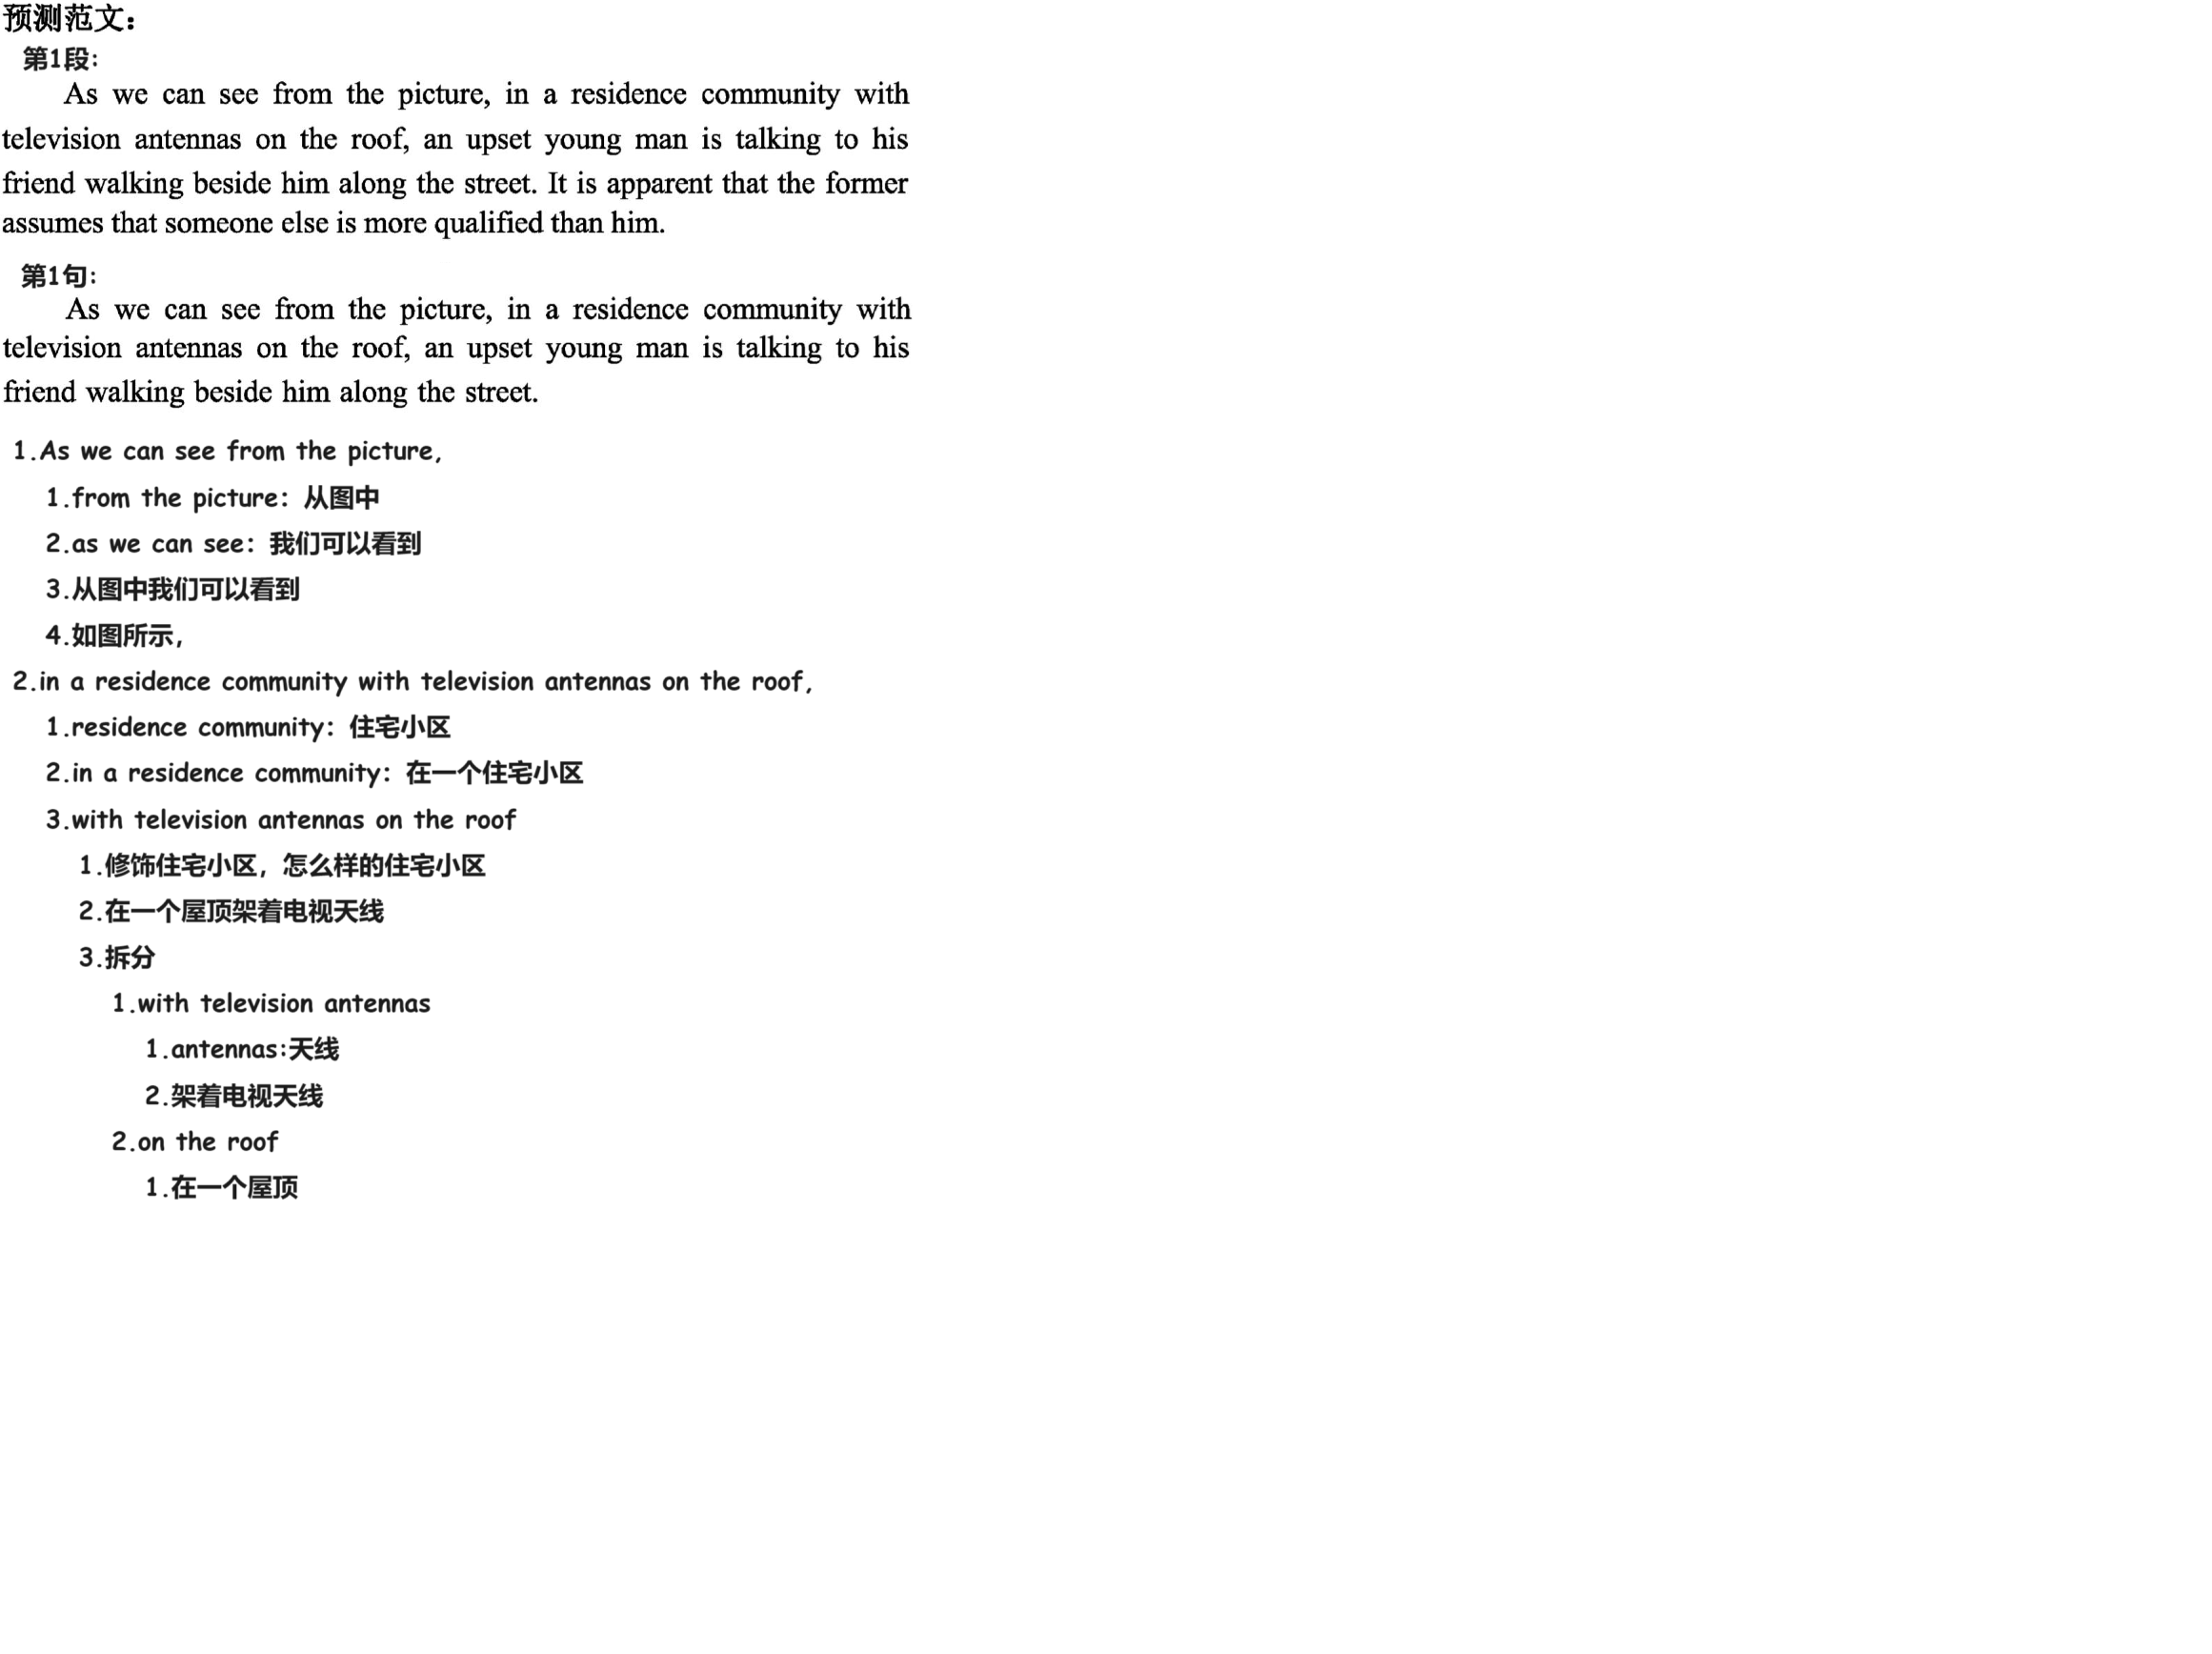 预测范文：
第1段：
As we can see from the picture, in a residence community with
television antennas on the roof, an upset young man is talking to his
friend walking beside him along the street. It is apparent that the former
assumes that someone else is more qualified than him.
第1句：
As we can see from the picture, in a residence community with
television antennas on the roof, an upset young man is talking to his
friend walking beside him along the street.
1.As we can see from the picture,
1.from the picture：从图中
2.as we can see：我们可以看到
3.从图中我们可以看到
4.如图所示，
2.in a residence community with television antennas on the roof,
1.residence community：住宅小区
2.in a residence community：在一个住宅小区
3.with television antennas on the roof
1.修饰住宅小区，怎么样的住宅小区
2.在一个屋顶架着电视天线
3.拆分
1.with television antennas
1.antennas:天线
2.架着电视天线
2.on the roof
1.在一个屋顶